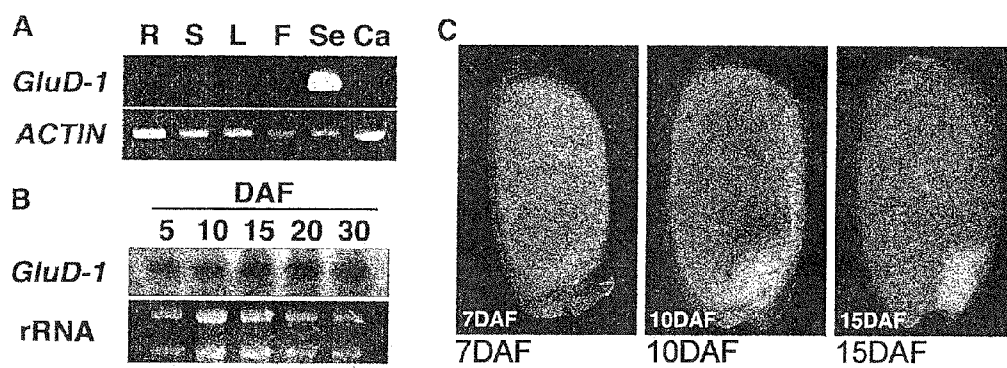 A
R S L F Se Ca
GluD-1
ACTIN
B
DAF
5 10 15 20 30
GluD-1
rRNA
C
7DAF
10DAF
15DAF
7DAF
10DAF
15DAF